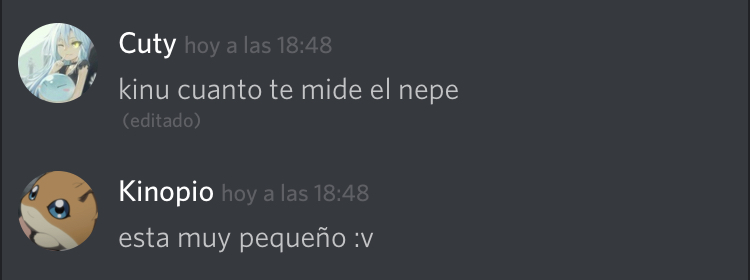 Cuty hoy a las 18:48
kinu cuanto te mide el nepe
(editado)
Kinopio hoy a las 18:48
esta muy pequeño :v